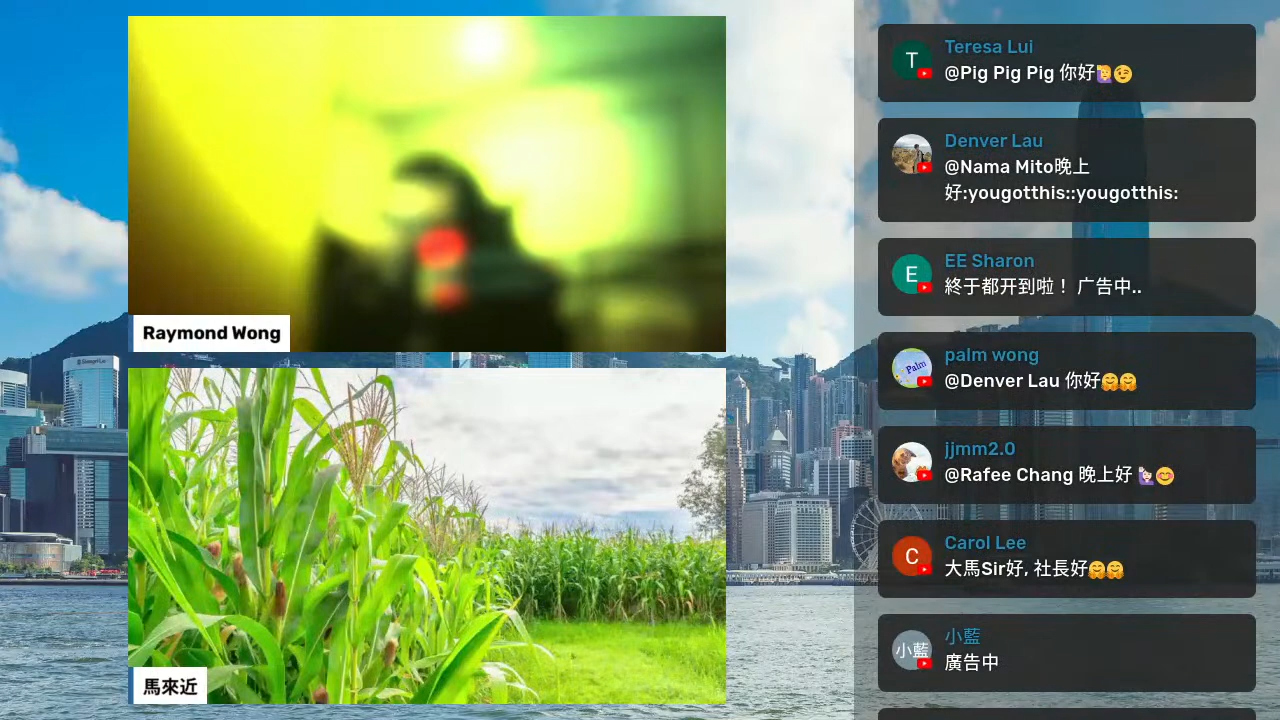 Raymond Wong
馬來近
Teresa Lui
@Pig Pig Pig 你好🙋😉
Denver Lau
@Nama Mito晚上
好:yougotthis::yougotthis:
EE Sharon
終于都开到啦！ 广告中..
palm wong
Palm
@Denver Lau 你好🤗🤗
jjmm2.0
@Rafee Chang 晚上好 🙋🏻‍♀️😊
C
Carol Lee
大馬Sir好, 社長好🤗🤗
小藍
小藍
廣告中
T
E